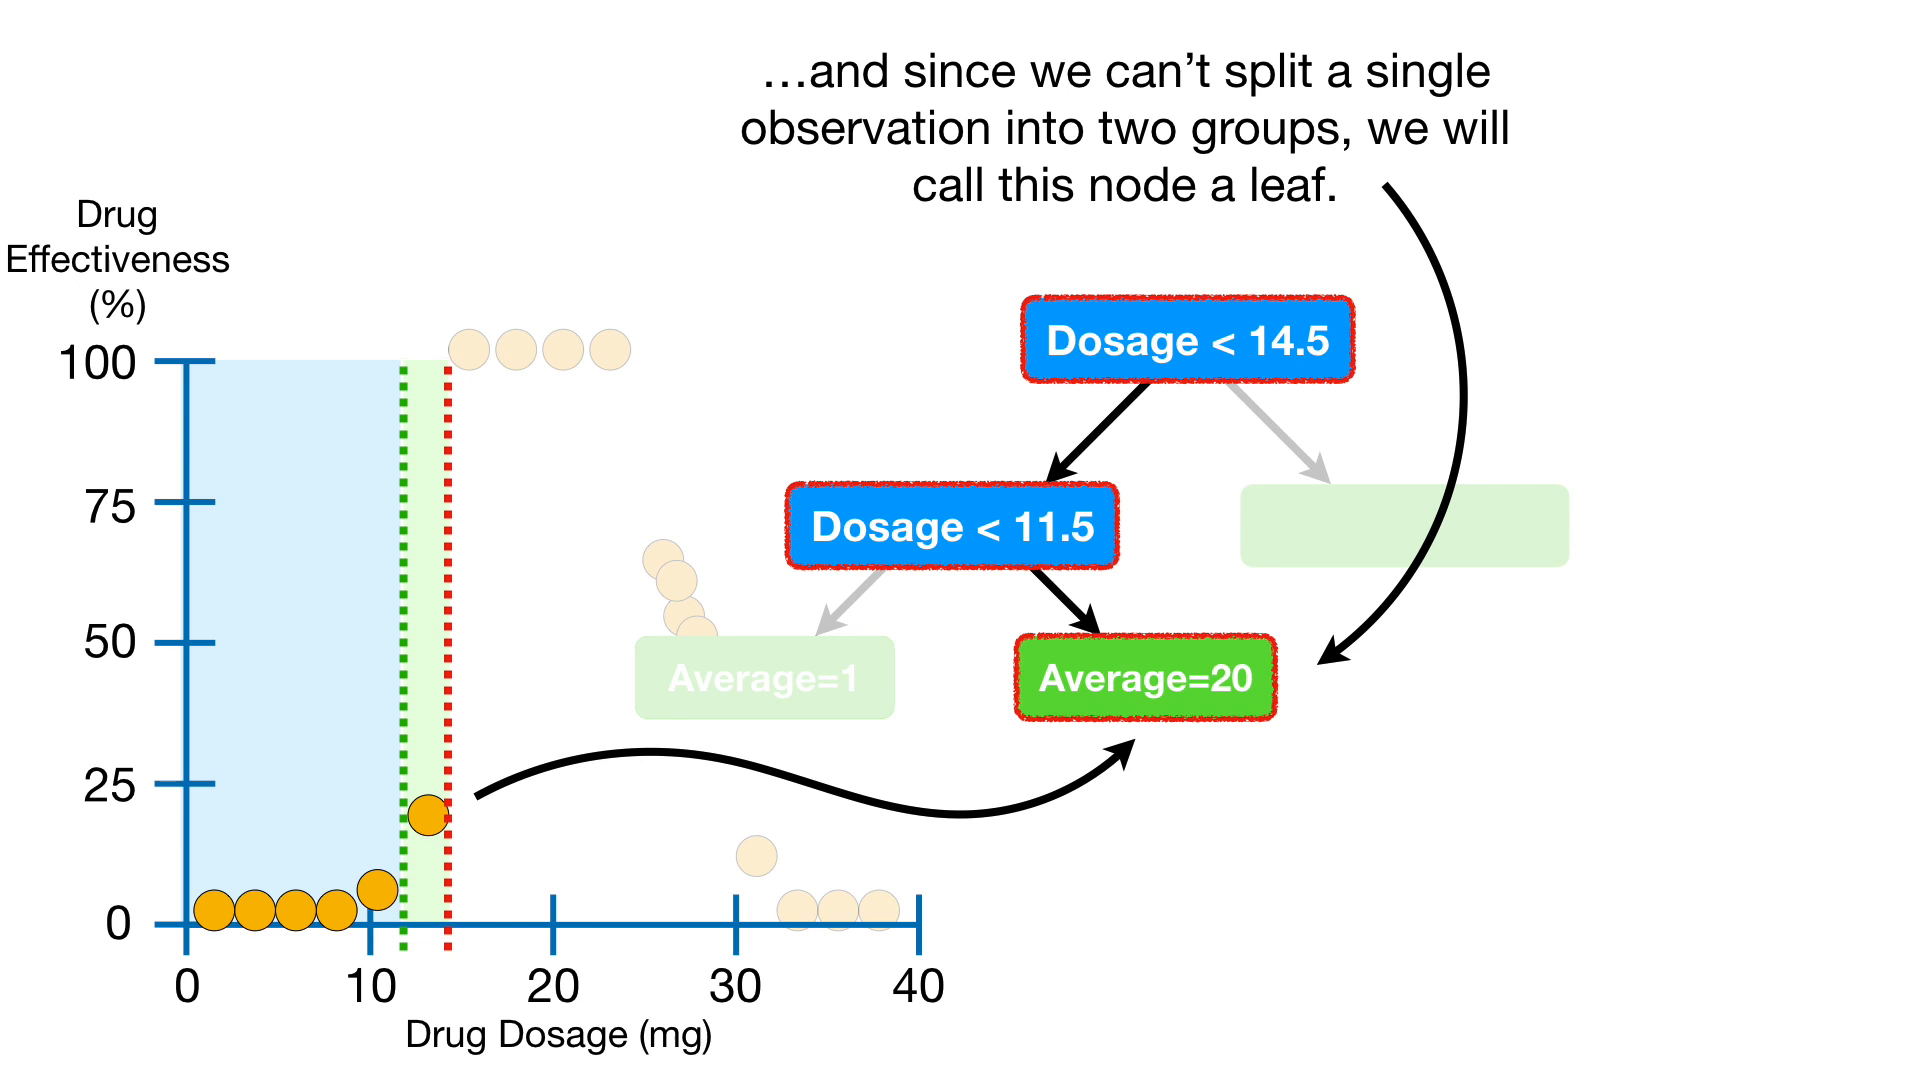 …and since we can’t split a single
observation into two groups, we will
call this node a leaf.
Drug
Effectiveness
(%)
100
75
50
25
0
0 10 20 30 40
Drug Dosage (mg)
Dosage < 14.5
Dosage < 11.5
Average=1
Average=20